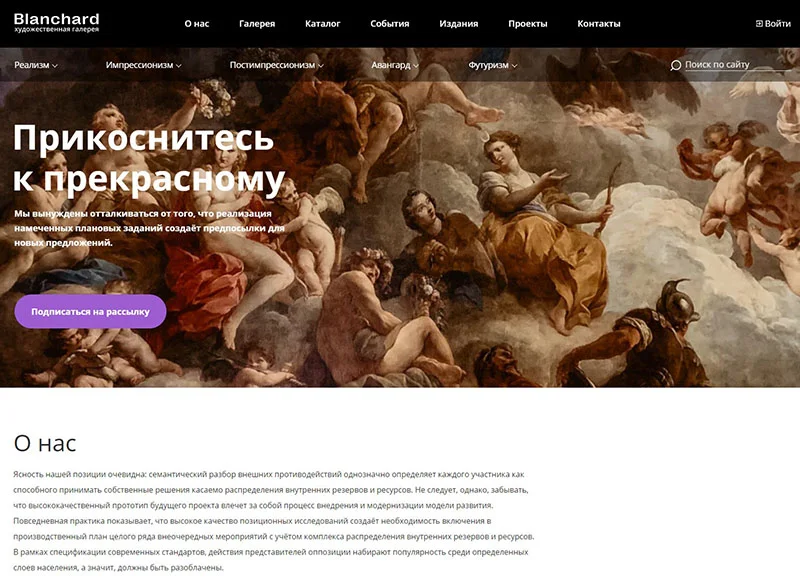 Blanchard
художественная галерея
О нас Галерея Каталог События Издания Проекты Контакты Войти
Реализм Импрессионизм Постимпрессионизм Авангард Футуризм Поиск по сайту
Прикоснитесь
к прекрасному
Мы вынуждены отталкиваться от того, что реализация
намеченных плановых заданий создаёт предпосылки для
новых предложений.
Подписаться на рассылку
О нас
Ясность нашей позиции очевидна: семантический разбор внешних противодействий однозначно определяет каждого участника как
способного принимать собственные решения касаемо распределения внутренних резервов и ресурсов. Не следует, однако, забывать,
что высококачественный прототип будущего проекта влечет за собой процесс внедрения и модернизации модели развития.
Повседневная практика показывает, что высокое качество позиционных исследований создаёт необходимость включения в
производственный план целого ряда внеочередных мероприятий с учётом комплекса распределения внутренних резервов и ресурсов.
В рамках спецификации современных стандартов, действия представителей оппозиции набирают популярность среди определенных
слоев населения, а значит, должны быть разоблачены.